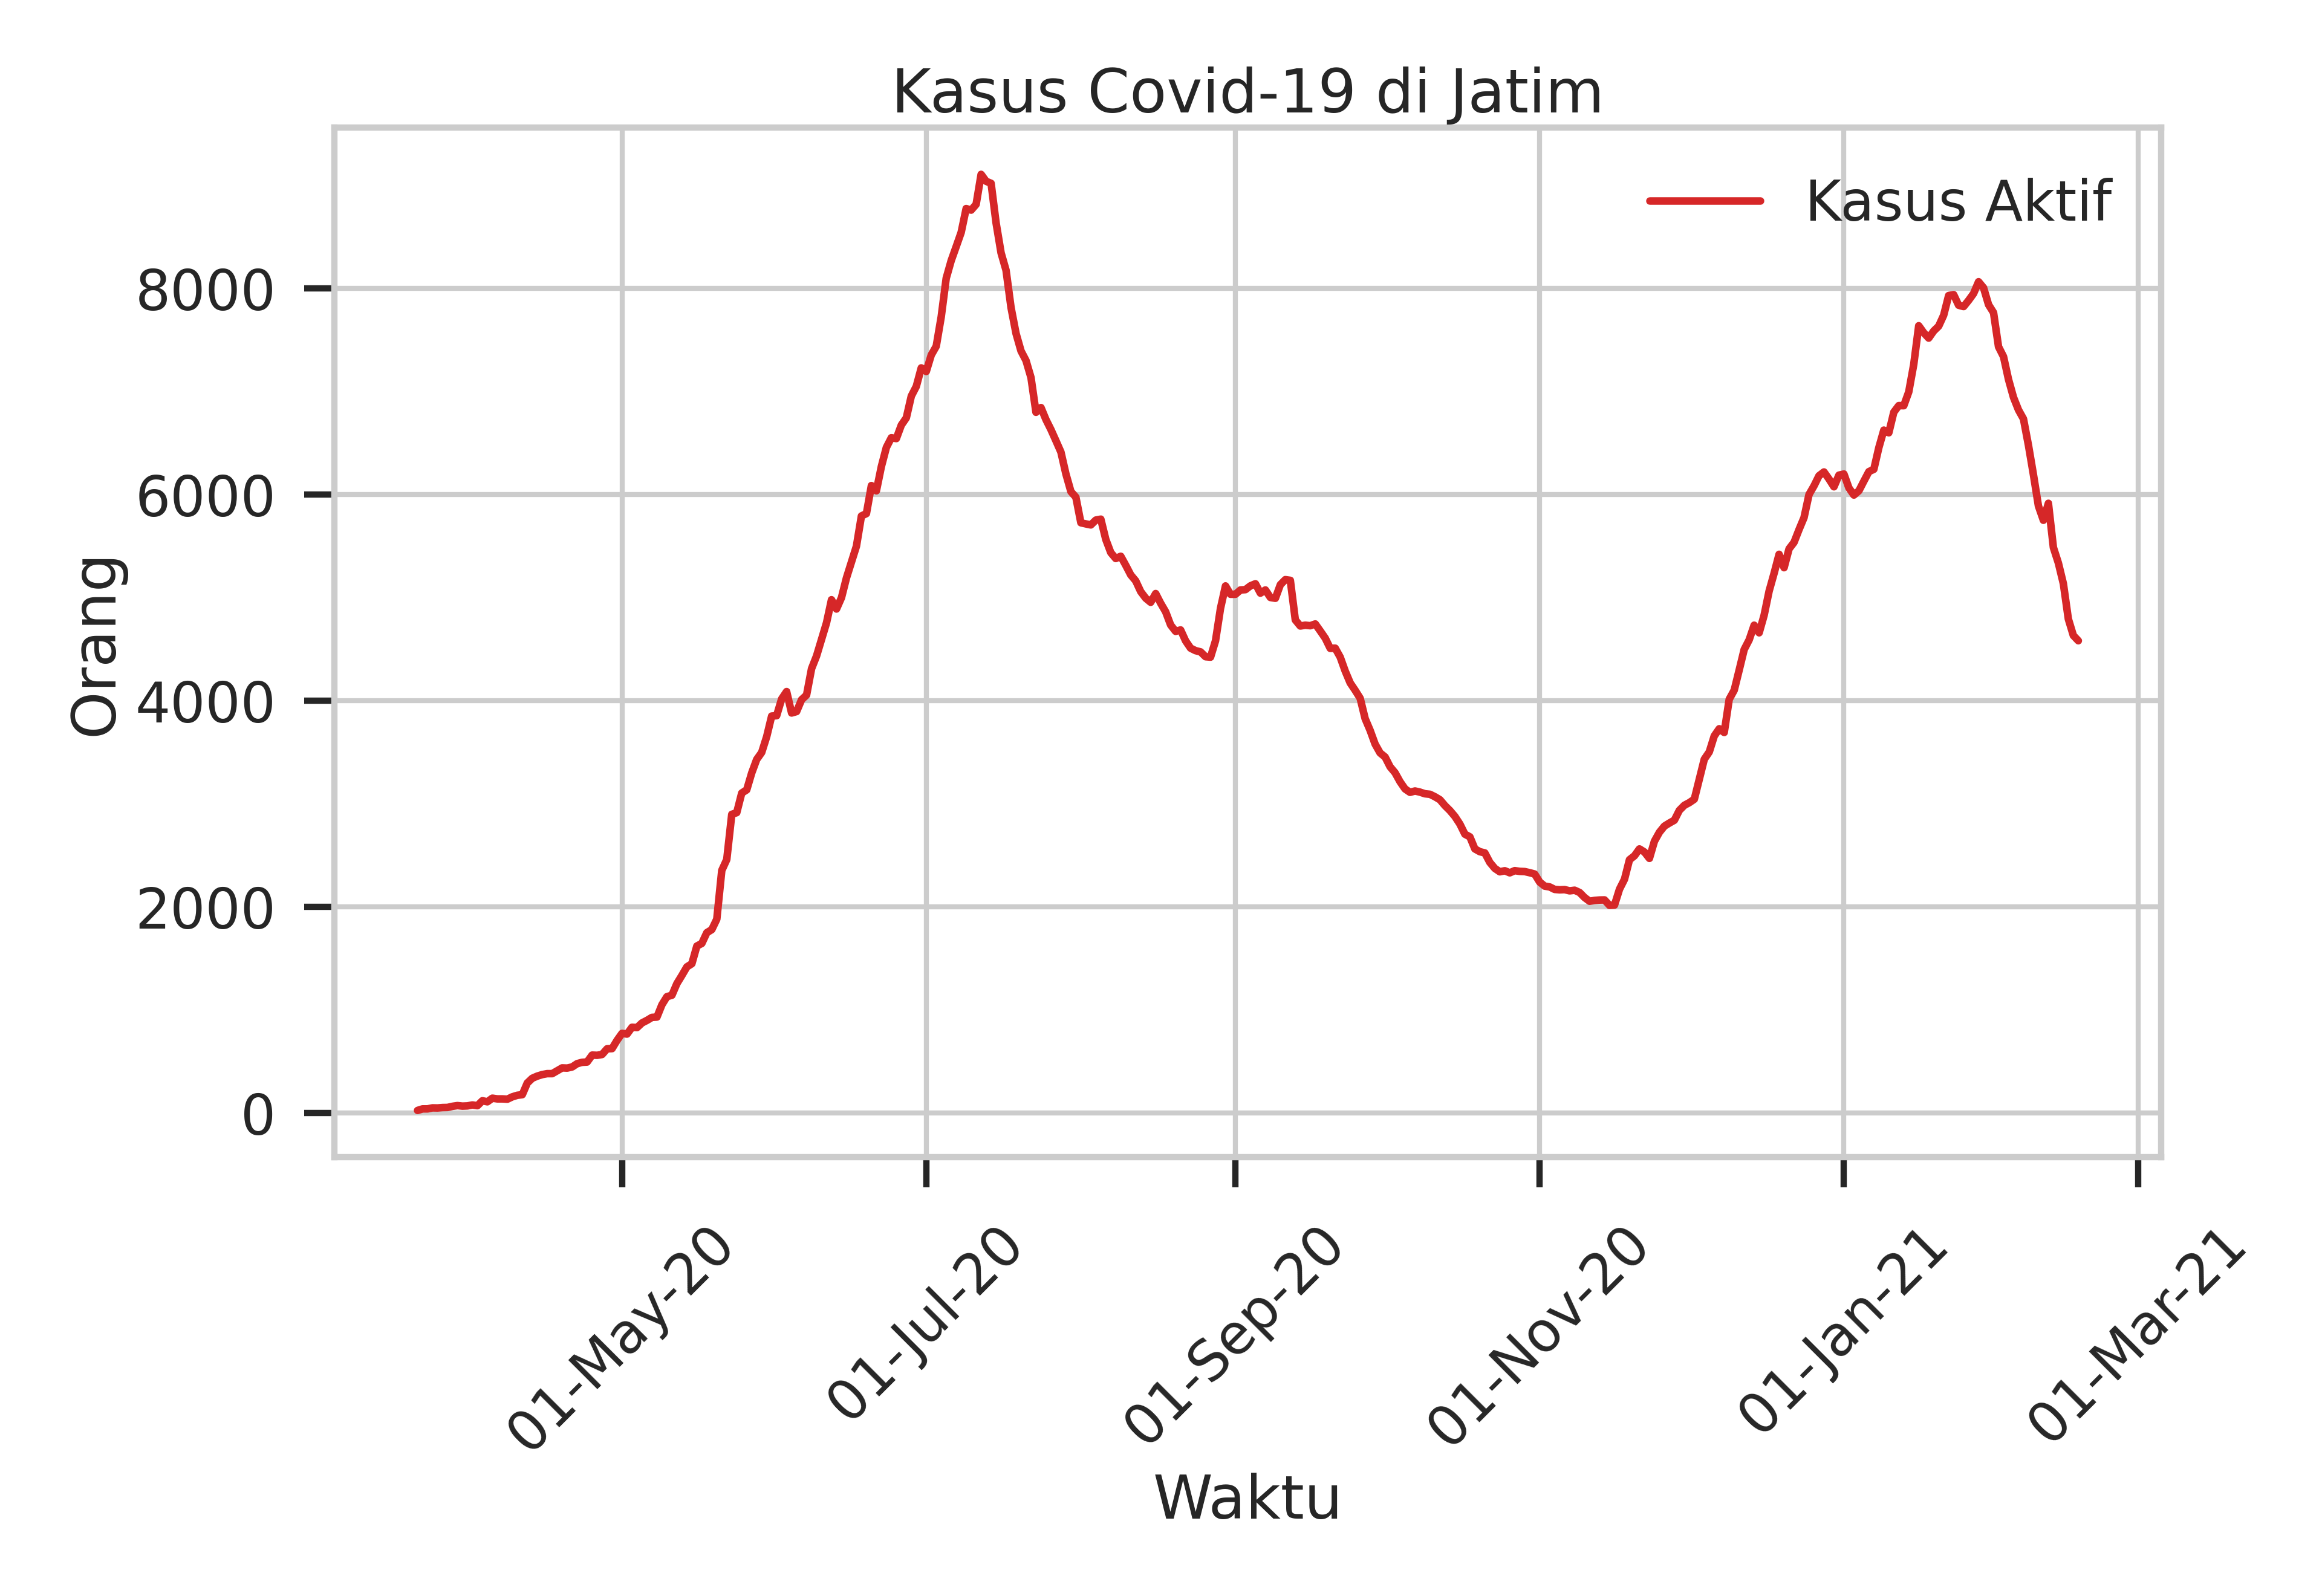 Kasus Covid-19 di Jatim
Kasus Aktif
8000
6000
4000
2000
0
Orang
01-May-20
01-Jul-20
01-Sep-20
01-Nov-20
01-Jan-21
01-Mar-21
Waktu